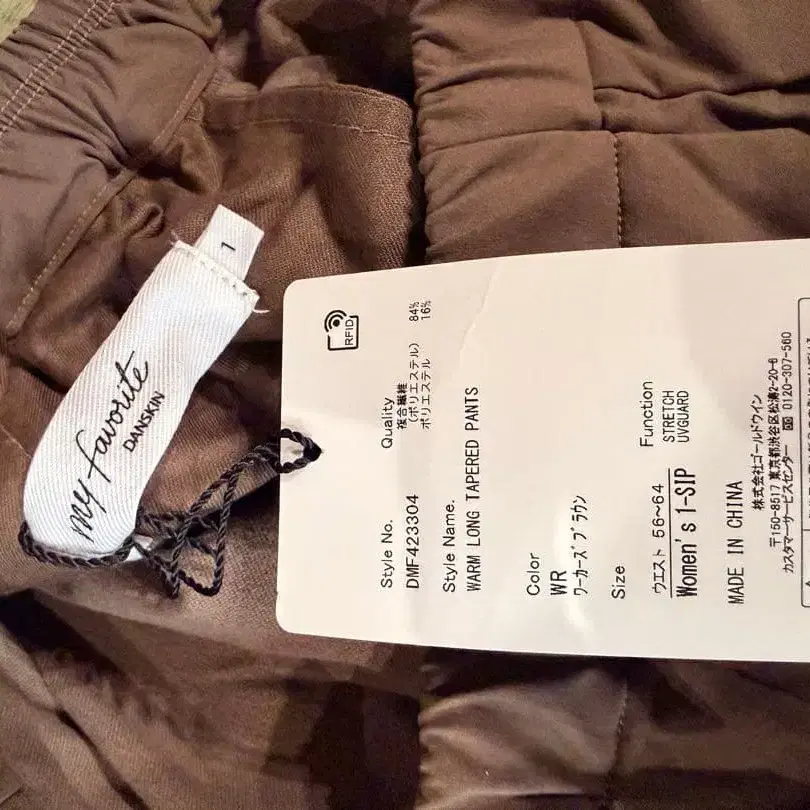 1
my favorite
DANSKIN
RFID
Style No.
DMF423304
Quality
複合繊維
(ポリエステル) 84%
ポリエステル 16%
Style Name.
WARM LONG TAPERED PANTS
Color
WR
ワーカーズブラウン
Size
ウエスト 56~64
Women's 1-SIP
Function
STRETCH
UVGUARD
MADE IN CHINA
株式会社ゴールドウイン
〒150-8517 東京都渋谷区松濤2-20-6
カスタマーサービスセンター 0120-307-560